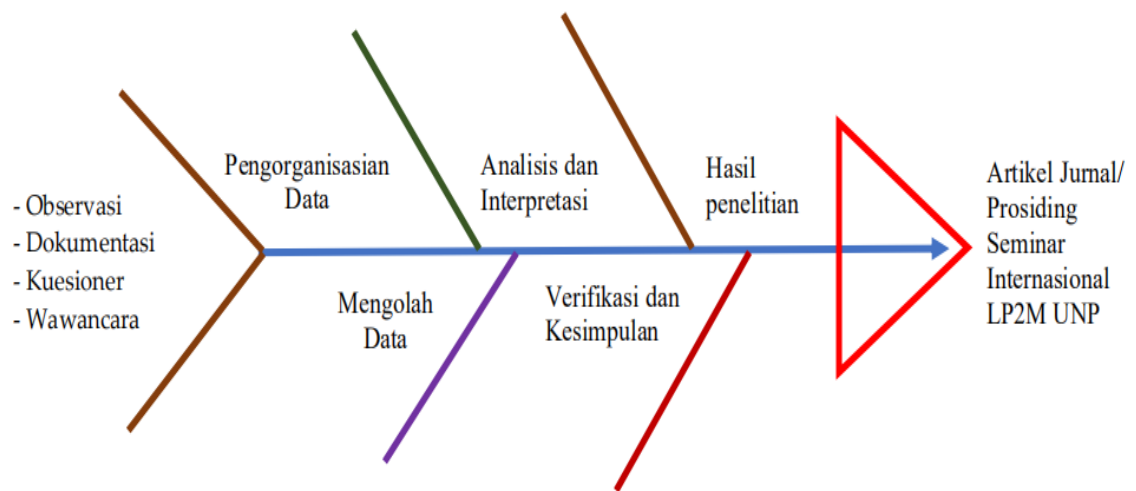 - Observasi
- Dokumentasi
- Kuesioner
- Wawancara
Pengorganisasian
Data
Mengolah
Data
Analisis dan
Interpretasi
Verifikasi dan
Kesimpulan
Hasil
penelitian
Artikel Jurnal/
Prosiding
Seminar
Internasional
LP2M UNP